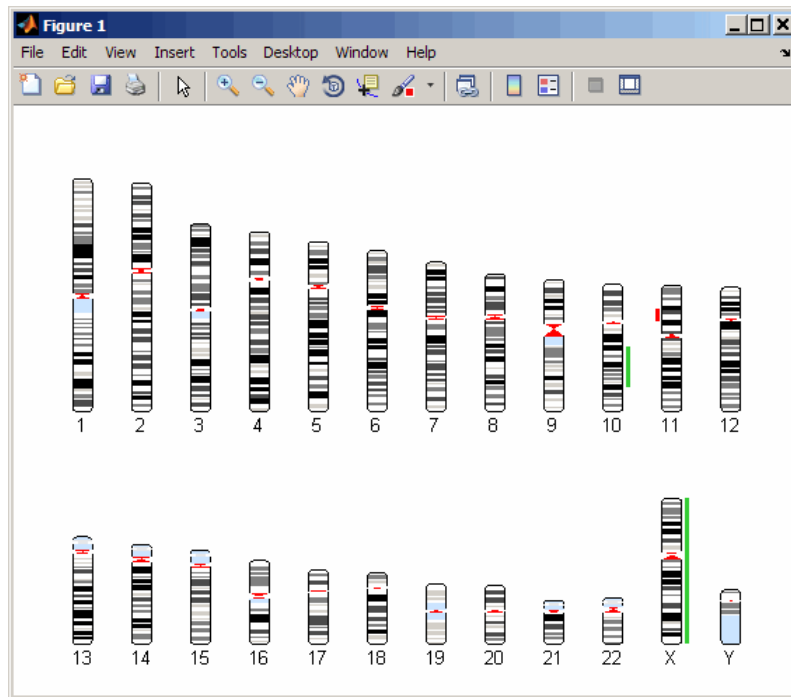 Figure 1
File Edit View Insert Tools Desktop Window Help
1 2 3 4 5 6 7 8 9 10 11 12
13 14 15 16 17 18 19 20 21 22 X Y